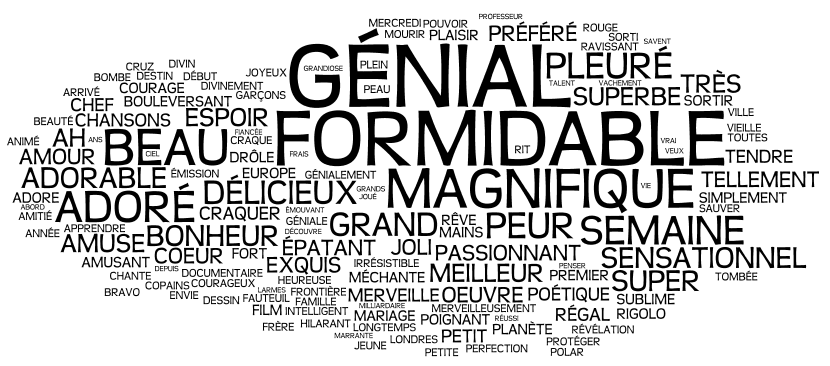 PROFESSEUR
MERCREDI POUVOIR
MOURIR PLAISIR PRÉFÉRÉ ROUGE
SORTI SAVENT
RAVISSANT
GÉNIAL
GRANDIOSE PLEIN
PEAU
PLEURÉ
TALENT VACHEMENT
TRÈS
SUPERBE SORTIR
CRUZ DIVIN
BOMBE DESTIN DÉBUT JOYEUX
ARRIVÉ COURAGE DIVINEMENT
CHEF BOULEVERSANT GARÇONS
BEAUTÉ CHANSONS ESPOIR
VILLE
VIEILLE
TOUTES
FORMIDABLE
FRAIS RIT VRAI
VEUX
ANIMÉ AH ANS BEAU FIANCÉE
CIEL CRAQUE
AMOUR DRÔLE
TENDRE
ADORABLE ÉMISSION EUROPE GÉNIALEMENT
DÉLICIEUX GRANDS
JOUÉ
MAGNIFIQUE
VIE
TELLEMENT
SIMPLEMENT
SAUVER
ADORE
ABORD
AMITIÉ ADORÉ CRAQUER ÉMOUVANT
GÉNIALE
DÉCOUVRE
GRAND RÊVE
MAINS PEUR SEMAINE
ANNÉE APPRENDRE
AMUSE BONHEUR ÉPATANT JOLI PASSIONNANT SENSATIONNEL
AMUSANT COEUR FORT
CHANTE DEPUIS DOCUMENTAIRE EXQUIS IRRÉSISTIBLE
MÉCHANTE MEILLEUR PENSER
PREMIER SUPER TOMBÉE
COPAINS COURAGEUX HEUREUSE
BRAVO ENVIE LARMES FRONTIÈRE MERVEILLE OEUVRE POÉTIQUE SUBLIME
DESSIN FAUTEUIL FAMILLE MILLIARDAIRE MERVEILLEUSEMENT
FILM INTELLIGENT MARIAGE POIGNANT RÉUSSI RÉGAL RIGOLO
FRÈRE HILARANT LONGTEMPS PLANÈTE RÉVÉLATION
MARRANTE LONDRES PETIT PROTÉGER
JEUNE PETITE PERFECTION POLAR